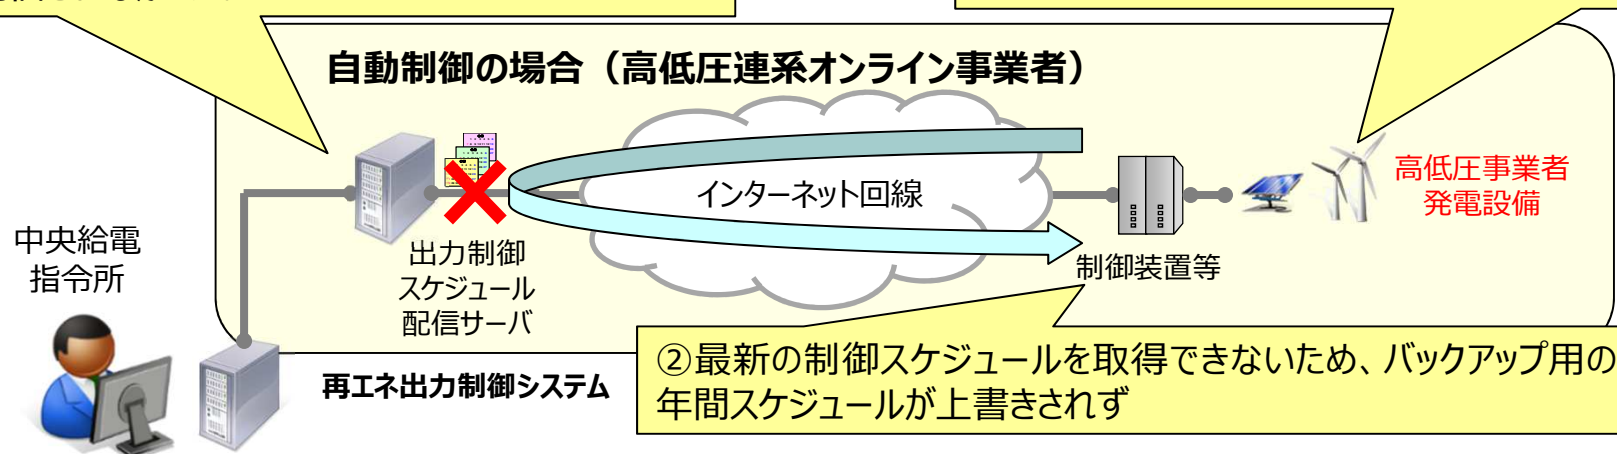 自動制御の場合（高低圧連系オンライン事業者）
インターネット回線
高低圧事業者
発電設備
中央給電
指令所
出力制御
スケジュール
配信サーバ
制御装置等
再エネ出力制御システム
②最新の制御スケジュールを取得できないため、バックアップ用の
年間スケジュールが上書きされず